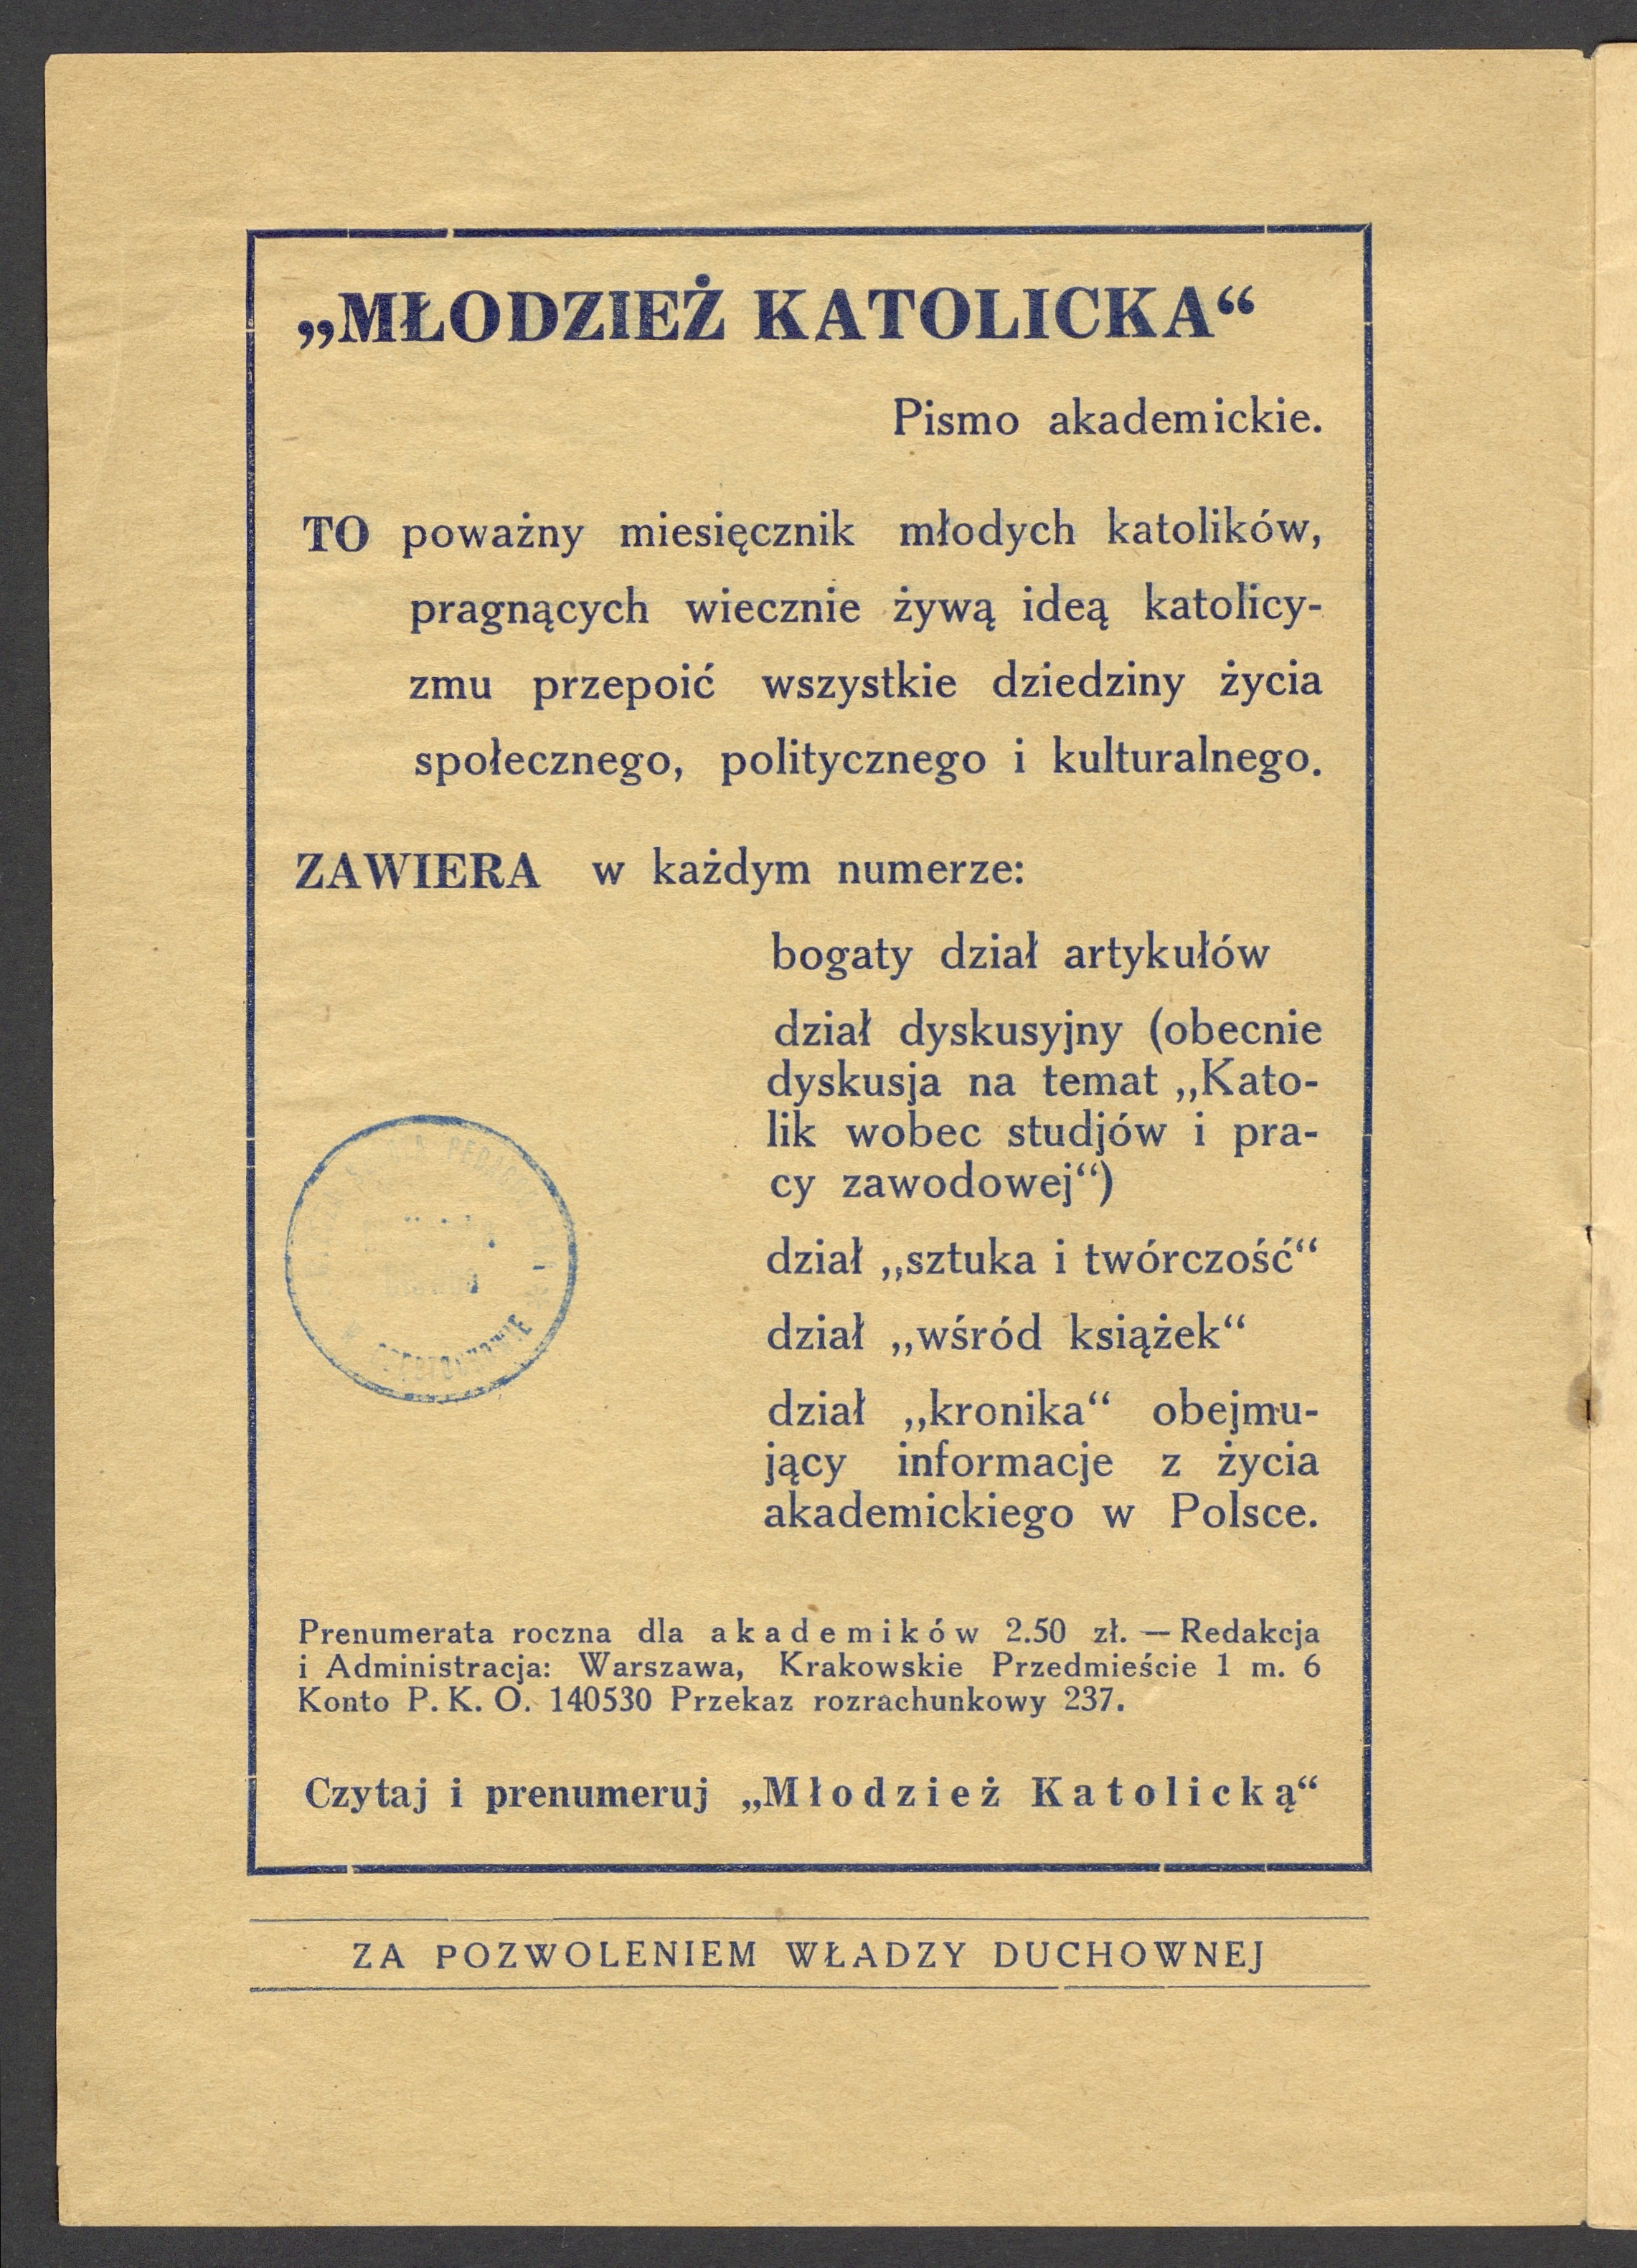 „MŁODZIEŻ KATOLICKA“
Pismo akademickie.
TO poważny miesięcznik młodych katolików,
pragnących wiecznie żywą ideą katolicy-
zmu przepoić wszystkie dziedziny życia
społecznego, politycznego i kulturalnego.
ZAWIERA w każdym numerze:
bogaty dział artykułów
dział dyskusyjny (obecnie
dyskusja na temat „Kato-
lik wobec studjów i pra-
cy zawodowej“)
dział „sztuka i twórczość“
dział „wśród książek“
dział „kronika“ obejmu-
jący informacje z życia
akademickiego w Polsce.
Prenumerata roczna dla akademików 2.50 zł. — Redakcja
i Administracja: Warszawa, Krakowskie Przedmieście 1 m. 6
Konto P. K. O. 140530 Przekaz rozrachunkowy 237.
Czytaj i prenumeruj „Młodzież Katolicką“
ZA POZWOLENIEM WŁADZY DUCHOWNEJ